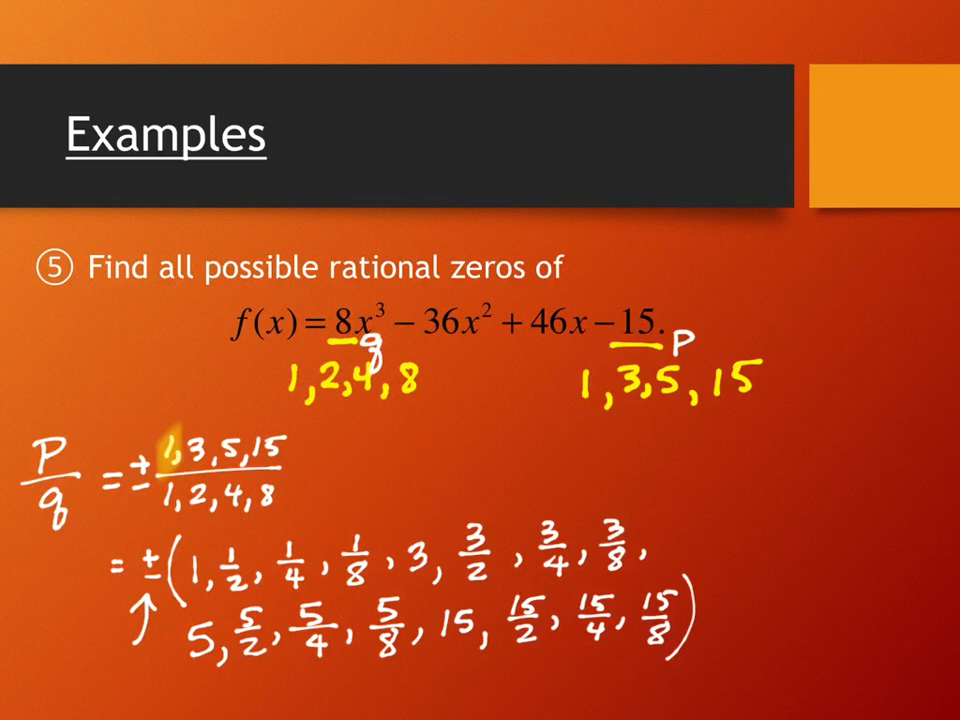 Examples
⑤ Find all possible rational zeros of
f(x) = 8x³ − 36x² + 46x − 15.
q p
1, 2, 4, 8 1, 3, 5, 15
p/q = ± 1, 3, 5, 15 / 1, 2, 4, 8
= ± (1, 1/2, 1/4, 1/8, 3, 3/2, 3/4, 3/8,
↑ 5, 5/2, 5/4, 5/8, 15, 15/2, 15/4, 15/8)